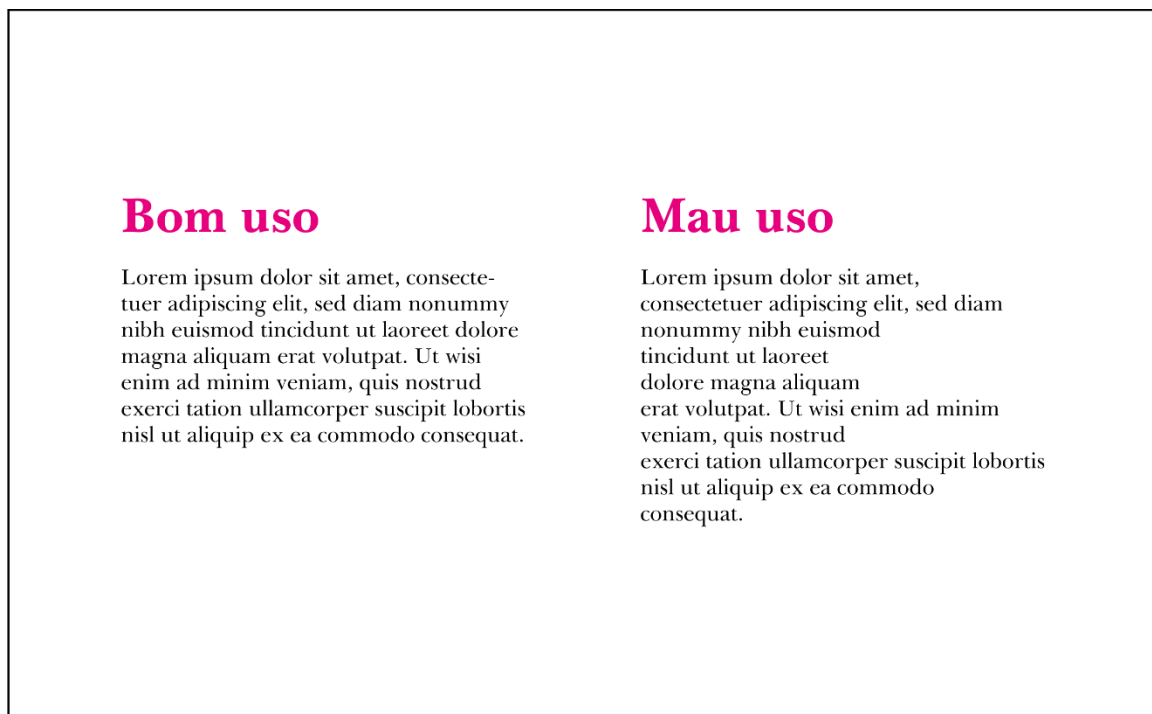 Bom uso
Lorem ipsum dolor sit amet, consecte-
tuer adipiscing elit, sed diam nonummy
nibh euismod tincidunt ut laoreet dolore
magna aliquam erat volutpat. Ut wisi
enim ad minim veniam, quis nostrud
exerci tation ullamcorper suscipit lobortis
nisl ut aliquip ex ea commodo consequat.
Mau uso
Lorem ipsum dolor sit amet,
consectetuer adipiscing elit, sed diam
nonummy nibh euismod
tincidunt ut laoreet
dolore magna aliquam
erat volutpat. Ut wisi enim ad minim
veniam, quis nostrud
exerci tation ullamcorper suscipit lobortis
nisl ut aliquip ex ea commodo
consequat.